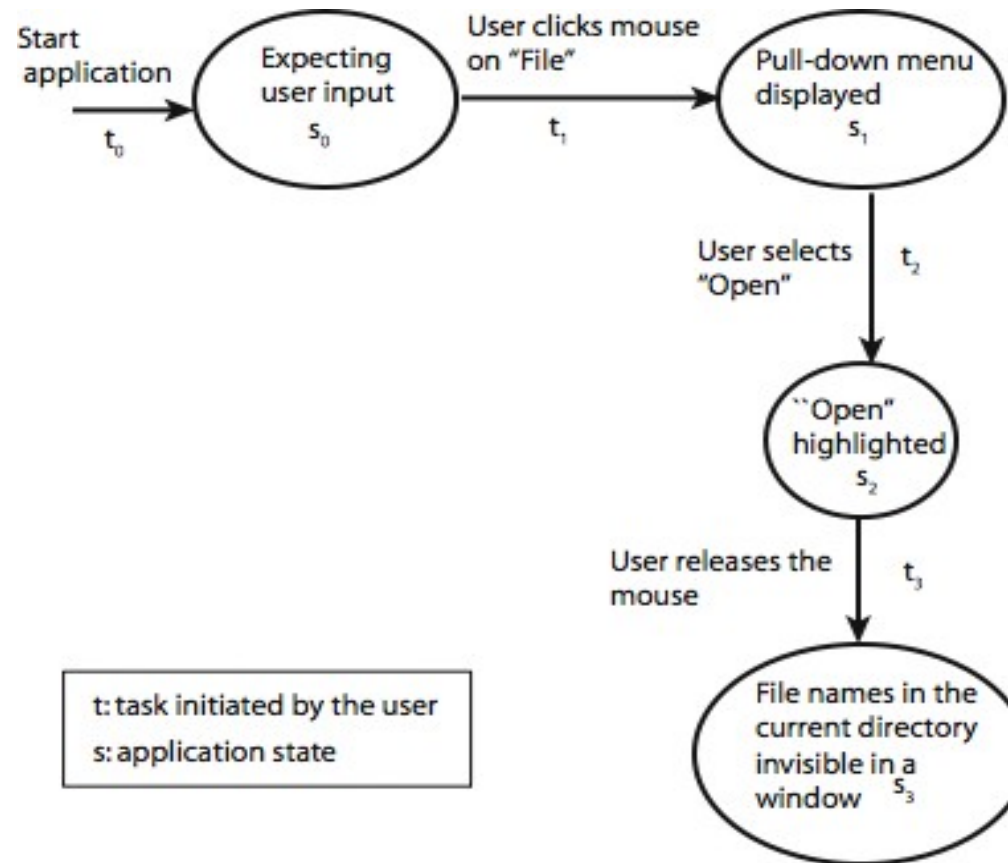 Start
application
t₀
Expecting
user input
s₀
User clicks mouse
on “File”
t₁
Pull-down menu
displayed
s₁
User selects
“Open”
t₂
``Open”
highlighted
s₂
User releases the
mouse
t₃
File names in the
current directory
invisible in a
window s₃
t: task initiated by the user
s: application state